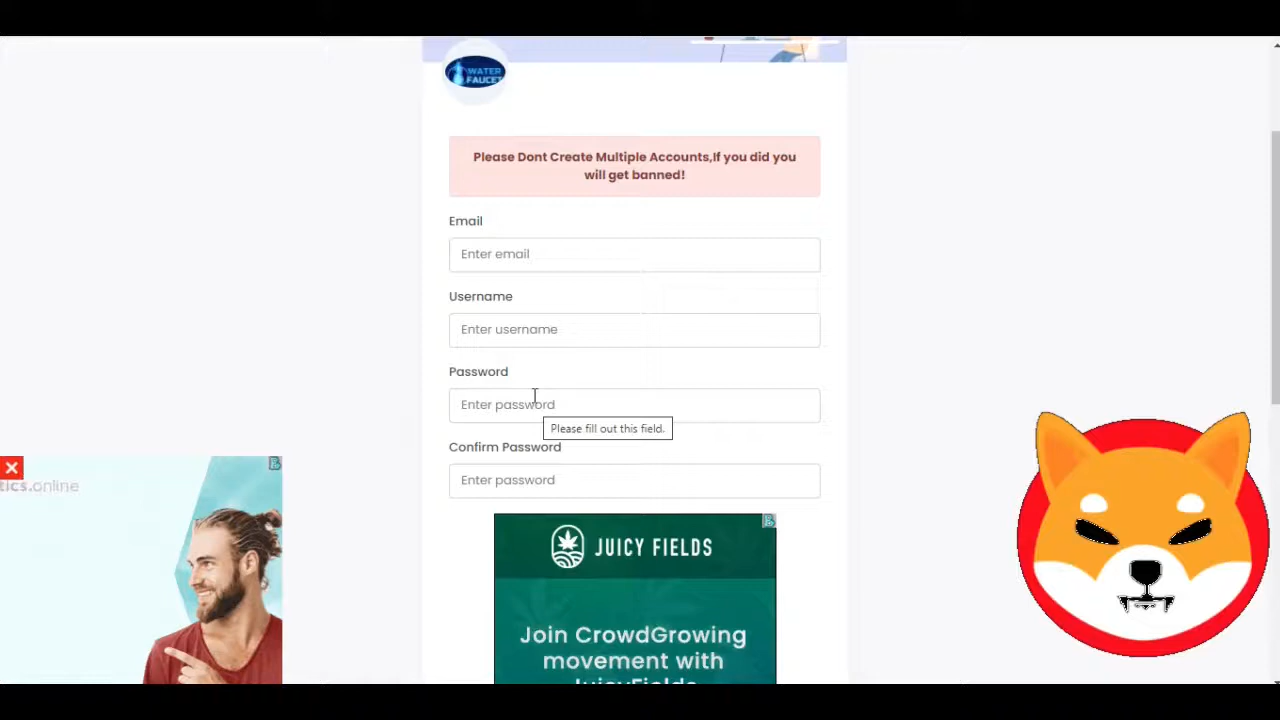 WATER
FAUCET
Please Dont Create Multiple Accounts,If you did you
will get banned!
Email
Enter email
Username
Enter username
Password
Enter password
Please fill out this field.
Confirm Password
Enter password
tics.online
JUICY FIELDS
Join CrowdGrowing
movement with
JuicyFields